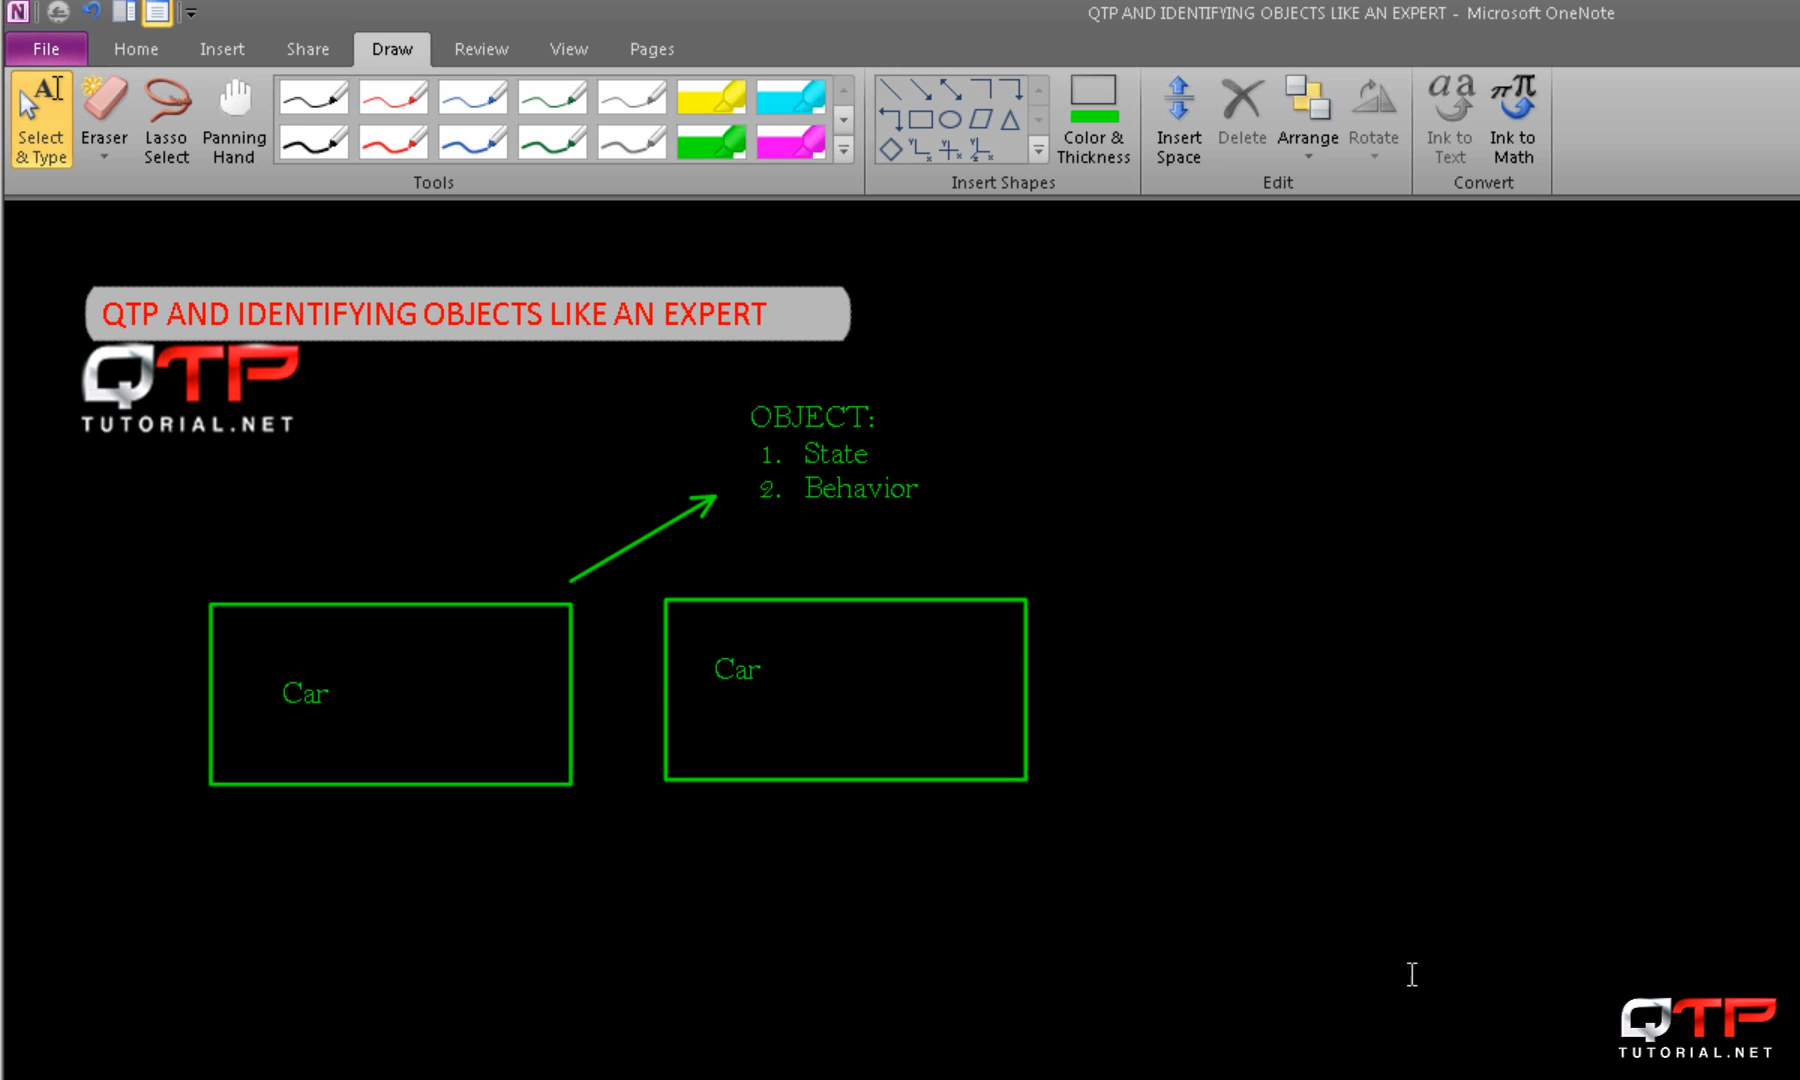 QTP AND IDENTIFYING OBJECTS LIKE AN EXPERT - Microsoft OneNote
File Home Insert Share Draw Review View Pages
Select & Type
Eraser
Lasso Select
Panning Hand
Color & Thickness
Insert Space
Delete
Arrange
Rotate
Ink to Text
Ink to Math
Tools
Insert Shapes
Edit
Convert
QTP AND IDENTIFYING OBJECTS LIKE AN EXPERT
QTP
TUTORIAL.NET
OBJECT:
1. State
2. Behavior
Car
Car
QTP
TUTORIAL.NET